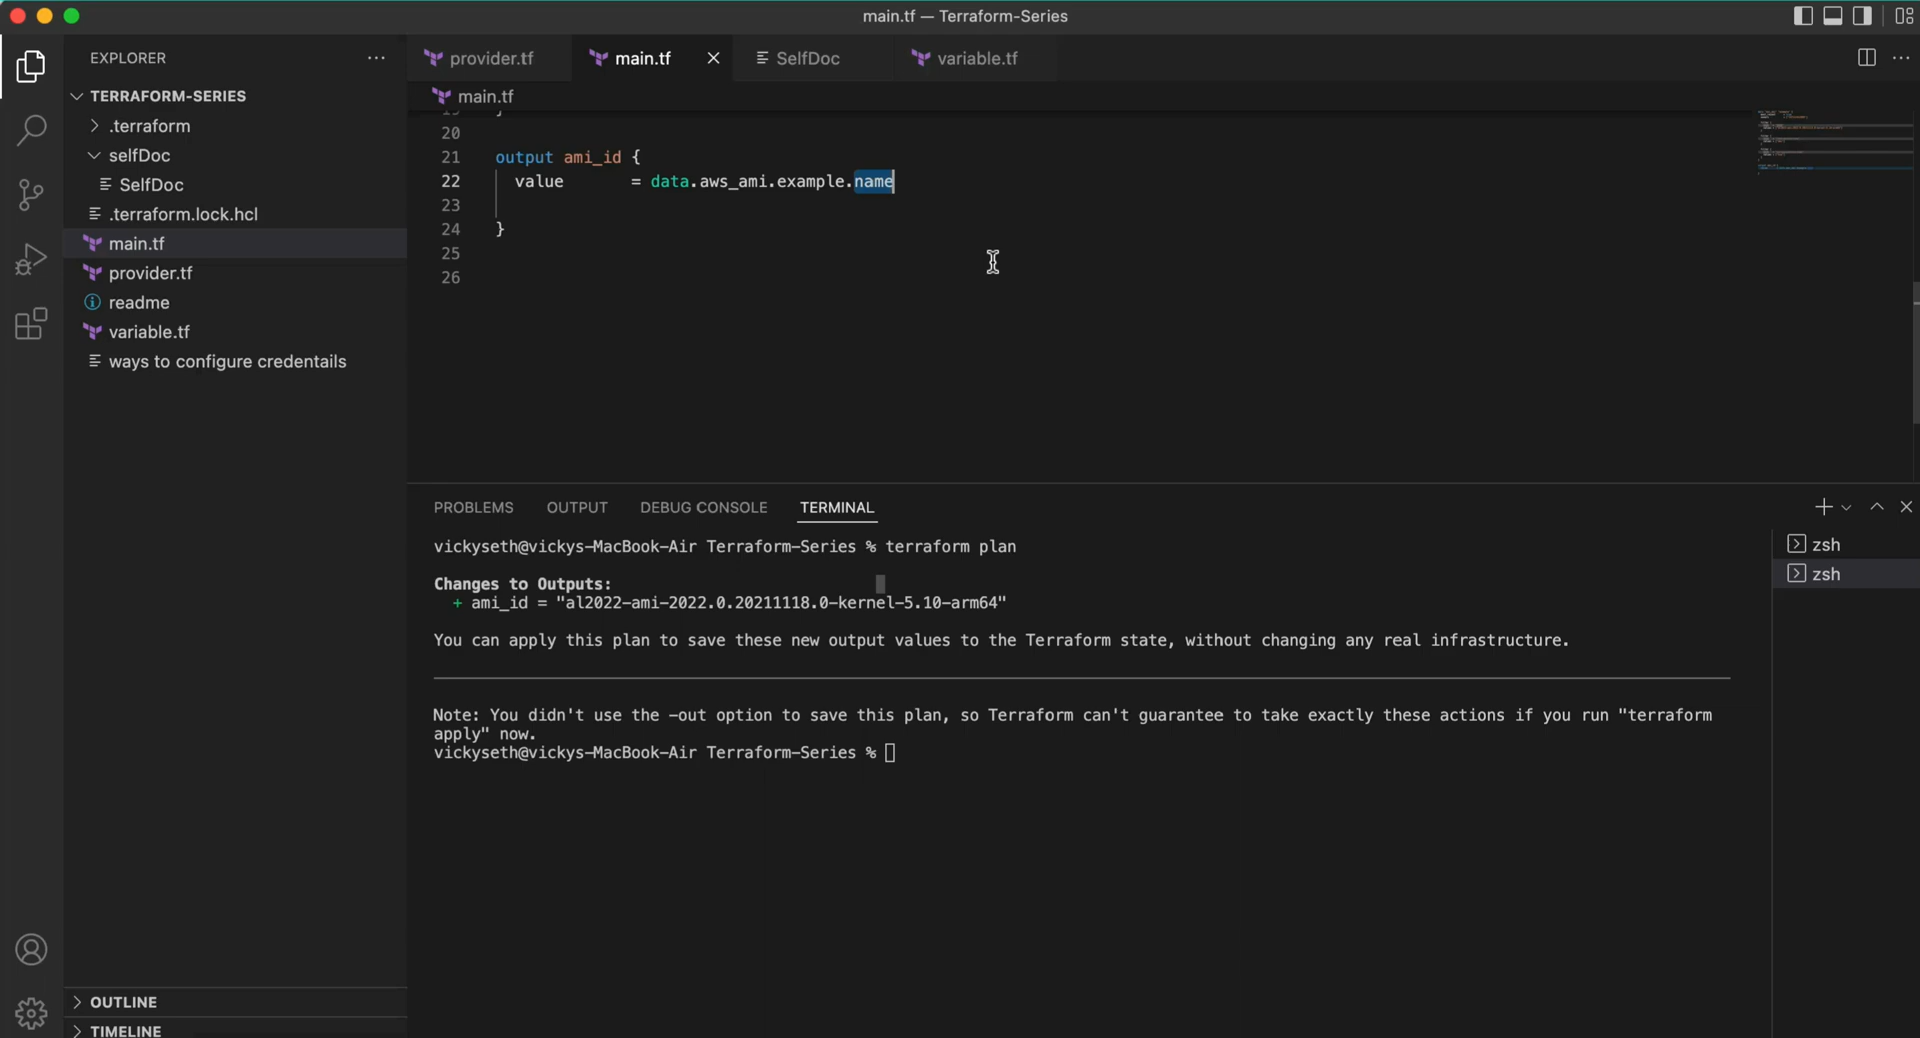 main.tf — Terraform-Series
EXPLORER
TERRAFORM-SERIES
.terraform
selfDoc
SelfDoc
.terraform.lock.hcl
main.tf
provider.tf
readme
variable.tf
ways to configure credentails
OUTLINE
TIMELINE
provider.tf
main.tf
SelfDoc
variable.tf
main.tf
19 }
20
21 output ami_id {
22 value = data.aws_ami.example.name
23
24 }
25
26
PROBLEMS OUTPUT DEBUG CONSOLE TERMINAL
vickyseth@vickys-MacBook-Air Terraform-Series % terraform plan
Changes to Outputs:
+ ami_id = "al2022-ami-2022.0.20211118.0-kernel-5.10-arm64"
You can apply this plan to save these new output values to the Terraform state, without changing any real infrastructure.
Note: You didn't use the -out option to save this plan, so Terraform can't guarantee to take exactly these actions if you run "terraform
apply" now.
vickyseth@vickys-MacBook-Air Terraform-Series %
zsh
zsh